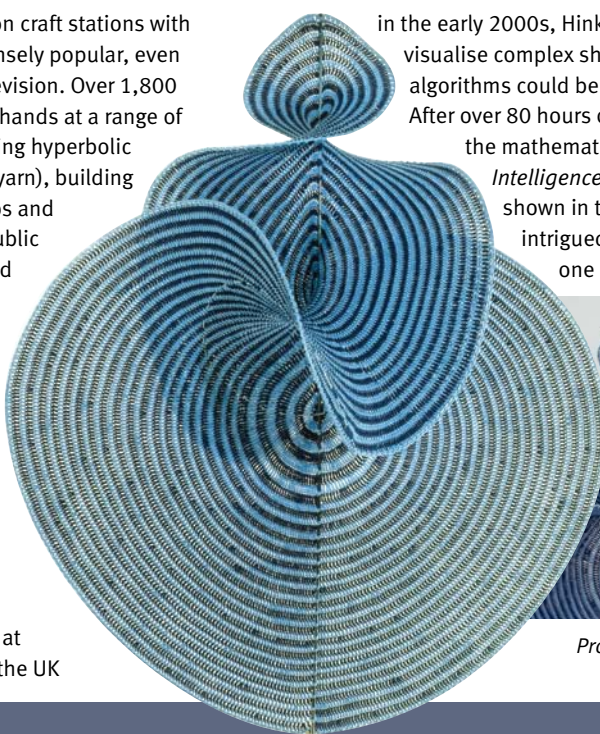 on craft stations with
nsely popular, even
evision. Over 1,800
hands at a range of
ing hyperbolic
yarn), building
os and
ublic
d
at
the UK
in the early 2000s, Hink
visualise complex sh
algorithms could be
After over 80 hours o
the mathemat
Intelligence
shown in t
intrigued
one
Pro